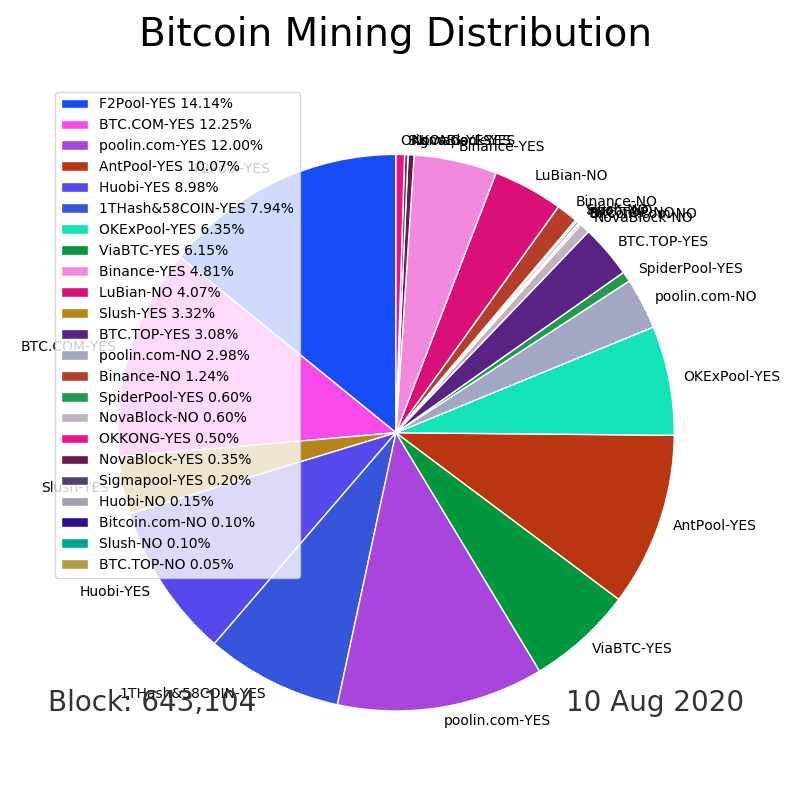 Bitcoin Mining Distribution
F2Pool-YES 14.14%
BTC.COM-YES 12.25%
poolin.com-YES 12.00%
AntPool-YES 10.07%
Huobi-YES 8.98%
1THash&58COIN-YES 7.94%
OKExPool-YES 6.35%
ViaBTC-YES 6.15%
Binance-YES 4.81%
LuBian-NO 4.07%
Slush-YES 3.32%
BTC.TOP-YES 3.08%
poolin.com-NO 2.98%
Binance-NO 1.24%
SpiderPool-YES 0.60%
NovaBlock-NO 0.60%
OKKONG-YES 0.50%
NovaBlock-YES 0.35%
Sigmapool-YES 0.20%
Huobi-NO 0.15%
Bitcoin.com-NO 0.10%
Slush-NO 0.10%
BTC.TOP-NO 0.05%
Binance-YES
LuBian-NO
Binance-NO
NovaBlock-NO
BTC.TOP-YES
SpiderPool-YES
poolin.com-NO
OKExPool-YES
AntPool-YES
ViaBTC-YES
poolin.com-YES
1THash&58COIN-YES
Huobi-YES
Slush-YES
BTC.COM-YES
Block: 643,104
10 Aug 2020